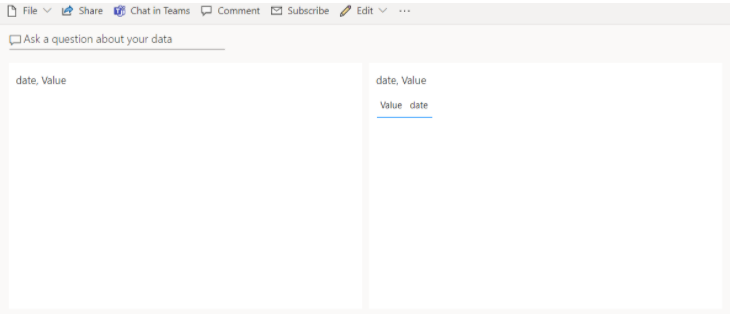 File Share Chat in Teams Comment Subscribe Edit ...
Ask a question about your data
date, Value
date, Value
Value date